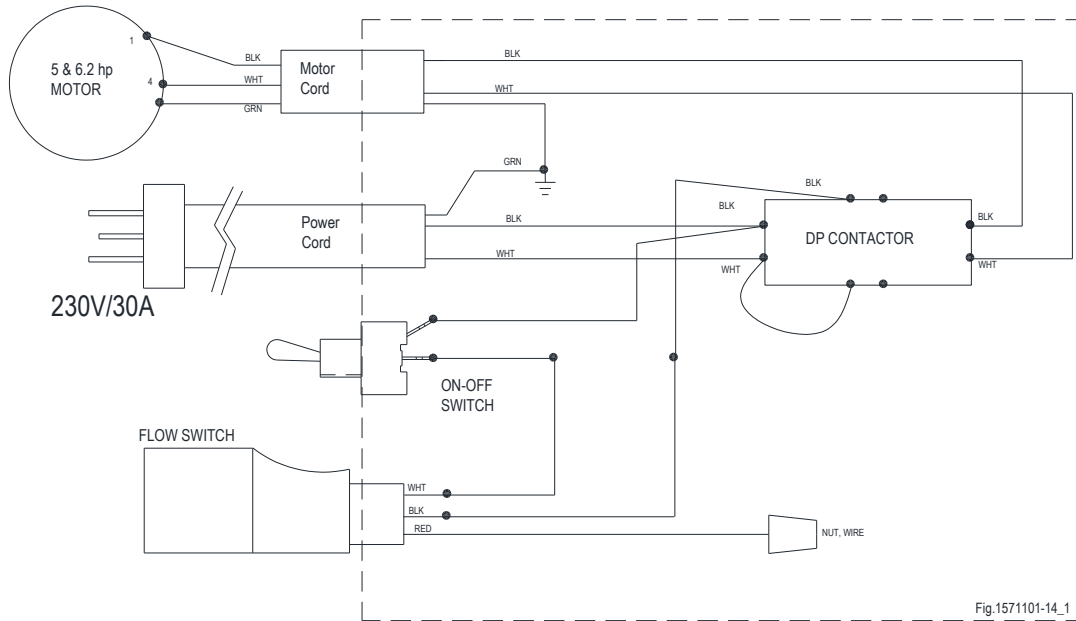 1
4
5 & 6.2 hp
MOTOR
BLK
WHT
GRN
Motor
Cord
BLK
WHT
GRN
Power
Cord
BLK
WHT
230V/30A
BLK
BLK
WHT
DP CONTACTOR
BLK
WHT
ON-OFF
SWITCH
FLOW SWITCH
WHT
BLK
RED
NUT, WIRE
Fig.1571101-14_1